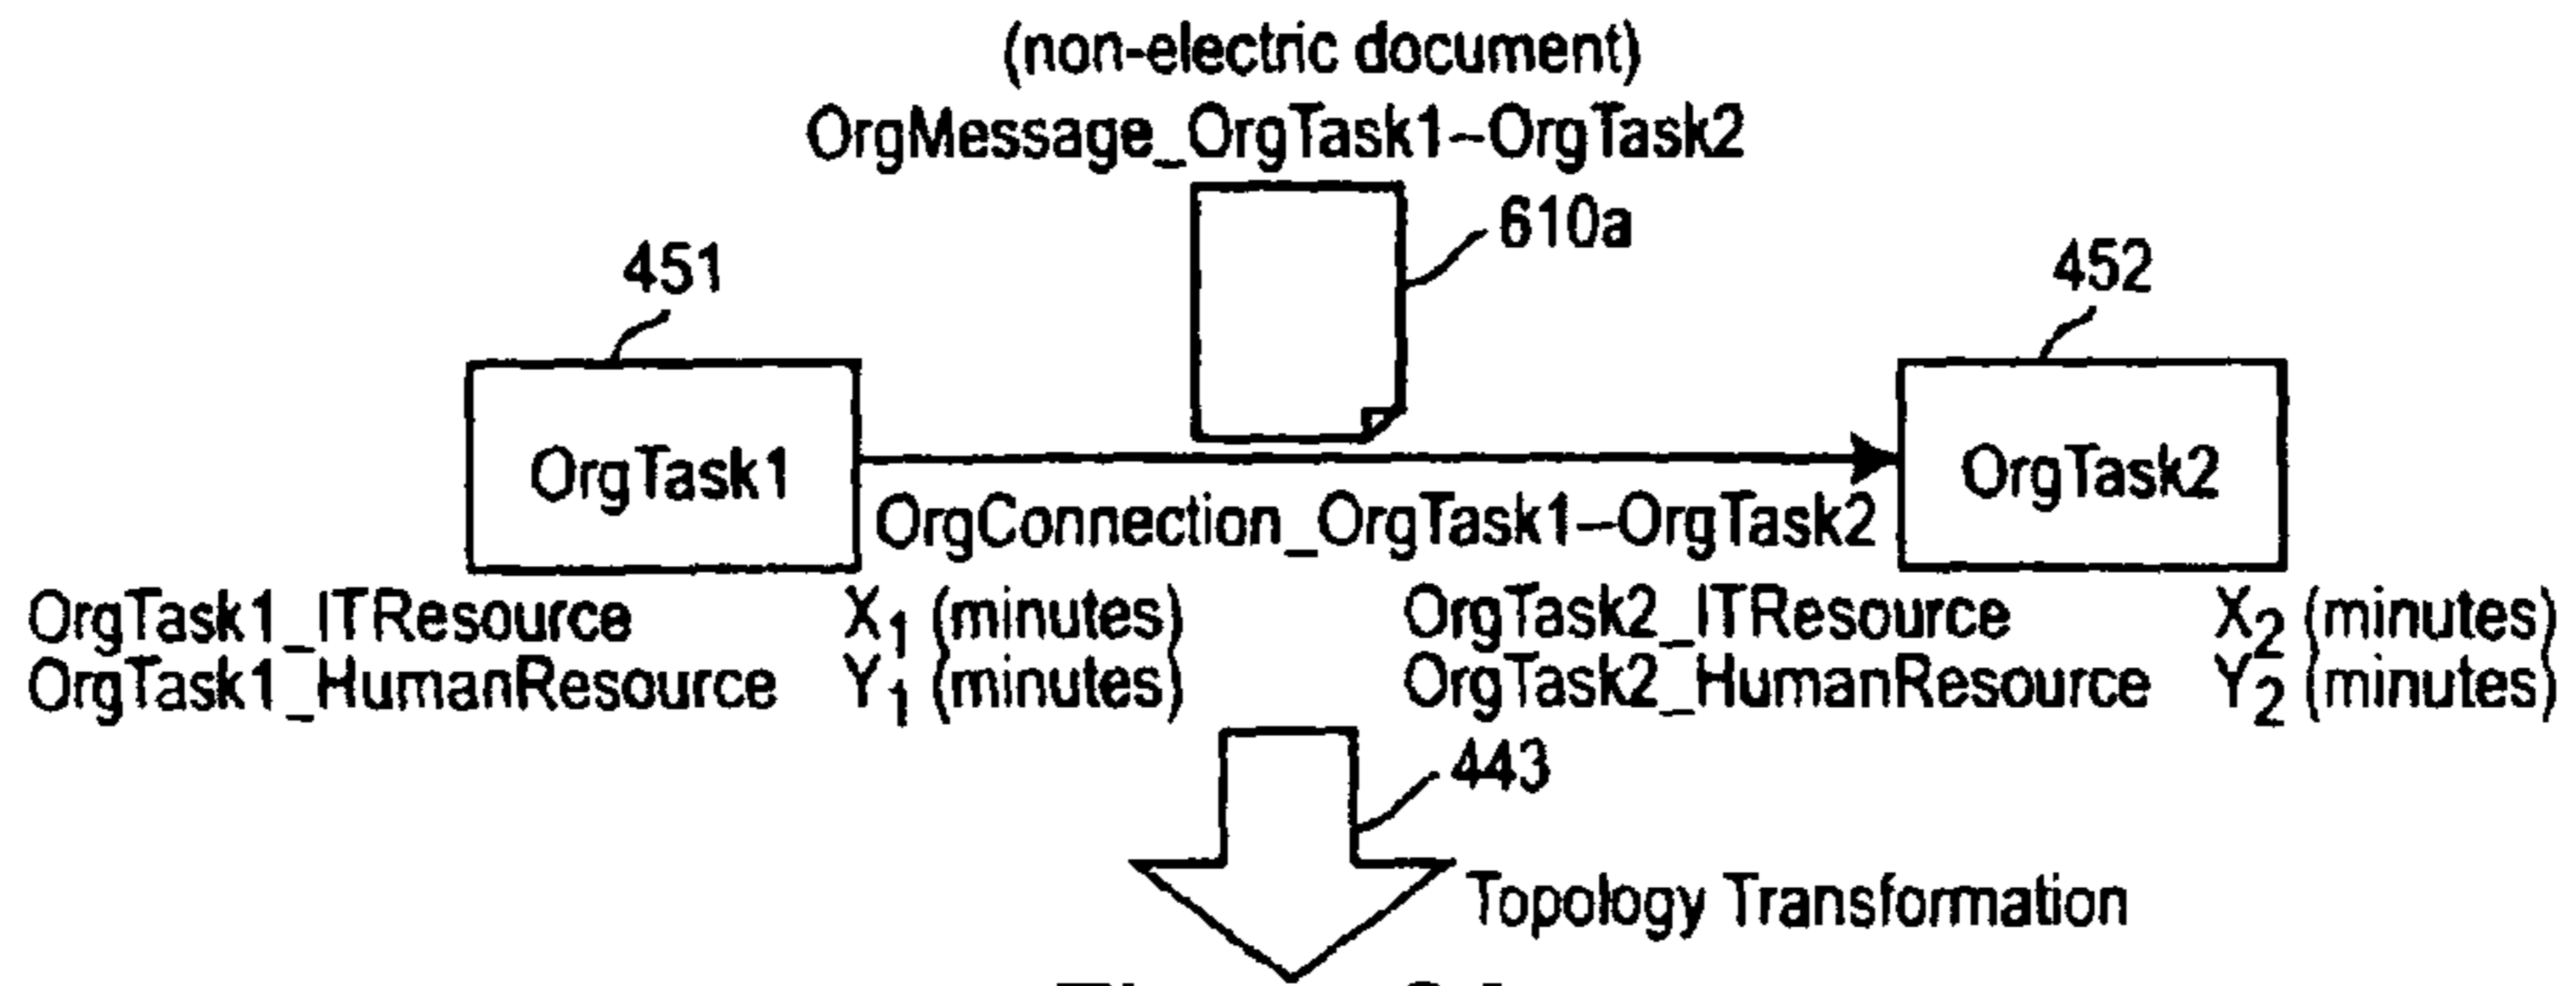 (non-electric document)
OrgMessage_OrgTask1–OrgTask2
610a
451
452
OrgTask1
OrgTask2
OrgConnection_OrgTask1–OrgTask2
OrgTask1_ITResource X1 (minutes) OrgTask2_ITResource X2 (minutes)
OrgTask1_HumanResource Y1 (minutes) OrgTask2_HumanResource Y2 (minutes)
443
Topology Transformation